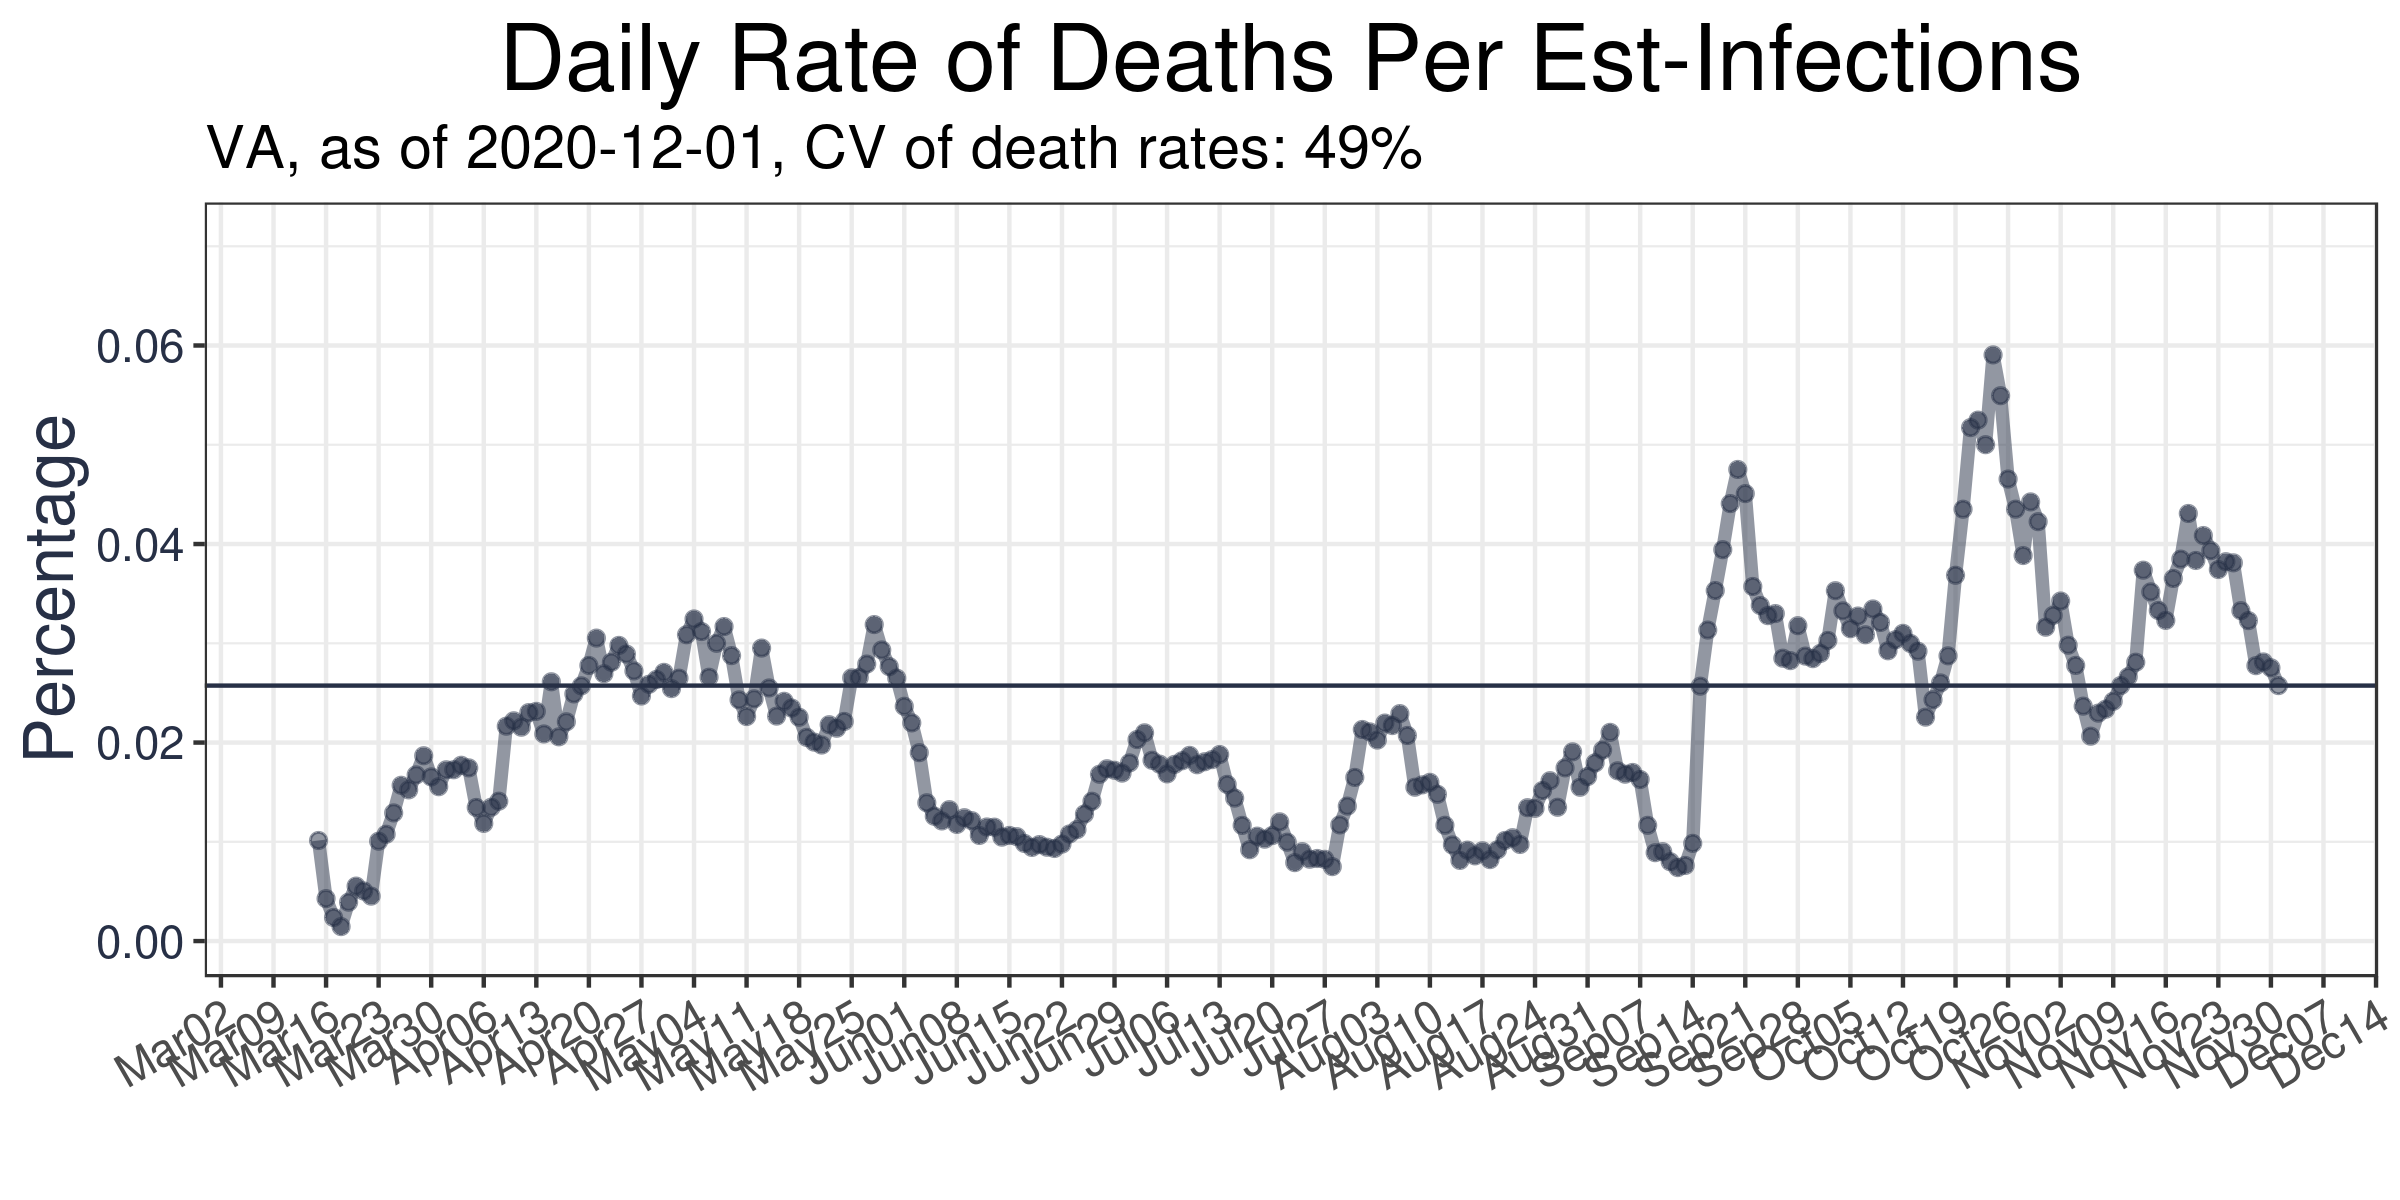 Daily Rate of Deaths Per Est-Infections
VA, as of 2020-12-01, CV of death rates: 49%
Percentage
0.06
0.04
0.02
0.00
Mar02 Mar09 Mar16 Mar23 Mar30 Apr06 Apr13 Apr20 Apr27 May04 May11 May18 May25 Jun01 Jun08 Jun15 Jun22 Jun29 Jul06 Jul13 Jul20 Jul27 Aug03 Aug10 Aug17 Aug24 Aug31 Sep07 Sep14 Sep21 Sep28 Oct05 Oct12 Oct19 Oct26 Nov02 Nov09 Nov16 Nov23 Nov30 Dec07 Dec14